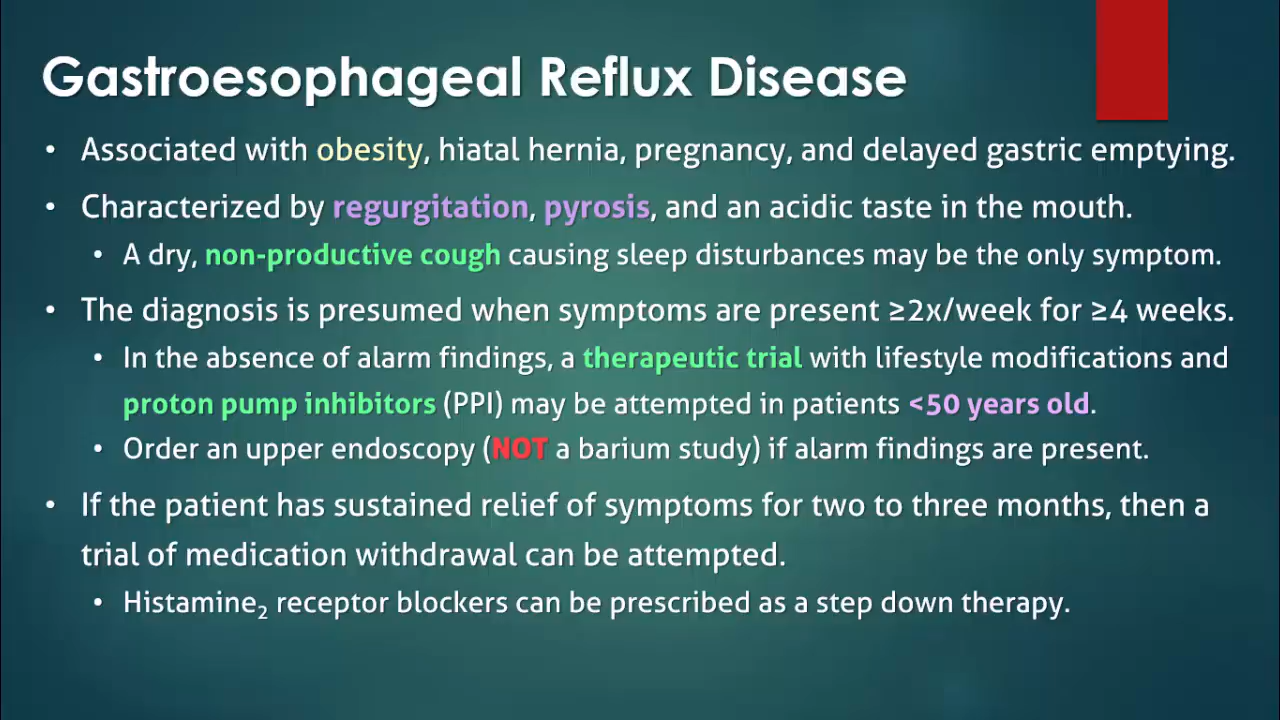 Gastroesophageal Reflux Disease
• Associated with obesity, hiatal hernia, pregnancy, and delayed gastric emptying.
• Characterized by regurgitation, pyrosis, and an acidic taste in the mouth.
• A dry, non-productive cough causing sleep disturbances may be the only symptom.
• The diagnosis is presumed when symptoms are present ≥2x/week for ≥4 weeks.
• In the absence of alarm findings, a therapeutic trial with lifestyle modifications and
proton pump inhibitors (PPI) may be attempted in patients <50 years old.
• Order an upper endoscopy (NOT a barium study) if alarm findings are present.
• If the patient has sustained relief of symptoms for two to three months, then a
trial of medication withdrawal can be attempted.
• Histamine₂ receptor blockers can be prescribed as a step down therapy.